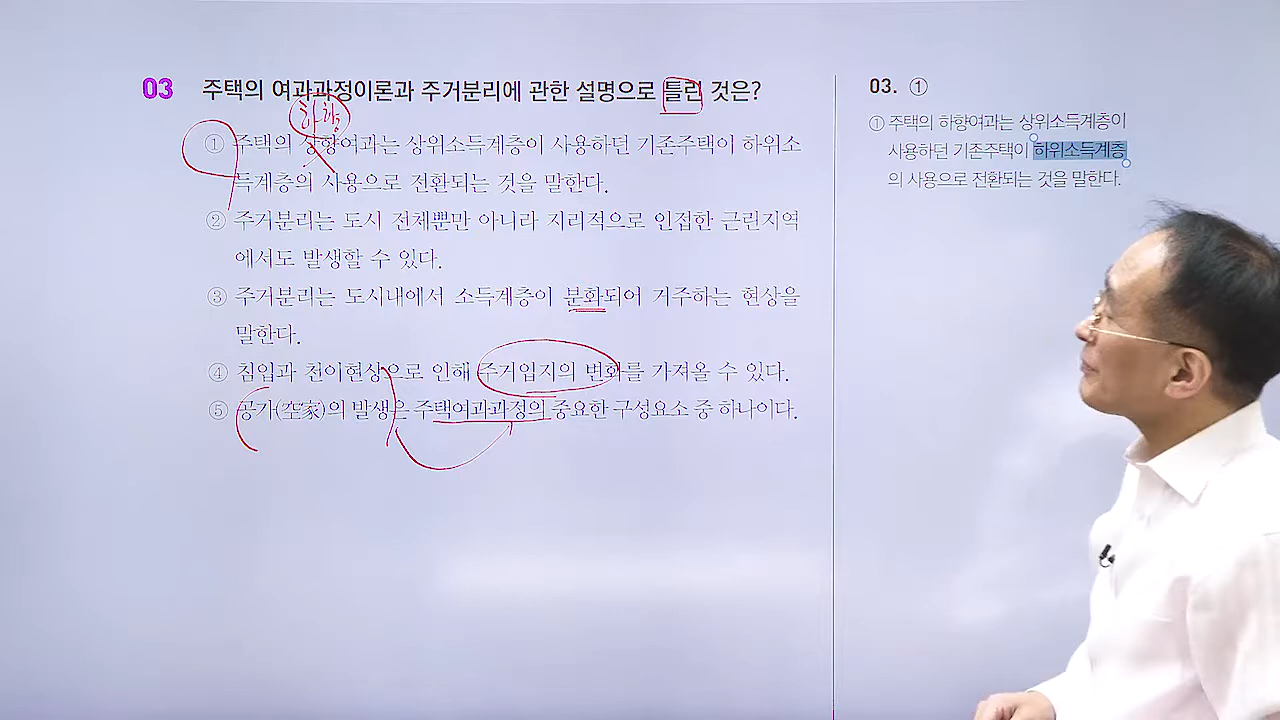 03 주택의 여과과정이론과 주거분리에 관한 설명으로 틀린 것은?
하향
① 주택의 상향여과는 상위소득계층이 사용하던 기존주택이 하위소
득계층의 사용으로 전환되는 것을 말한다.
② 주거분리는 도시 전체뿐만 아니라 지리적으로 인접한 근린지역
에서도 발생할 수 있다.
③ 주거분리는 도시내에서 소득계층이 분화되어 거주하는 현상을
말한다.
④ 침입과 천이현상으로 인해 주거입지의 변화를 가져올 수 있다.
⑤ 공가(空家)의 발생은 주택여과과정의 중요한 구성요소 중 하나이다.
03. ①
① 주택의 하향여과는 상위소득계층이
사용하던 기존주택이 하위소득계층
의 사용으로 전환되는 것을 말한다.